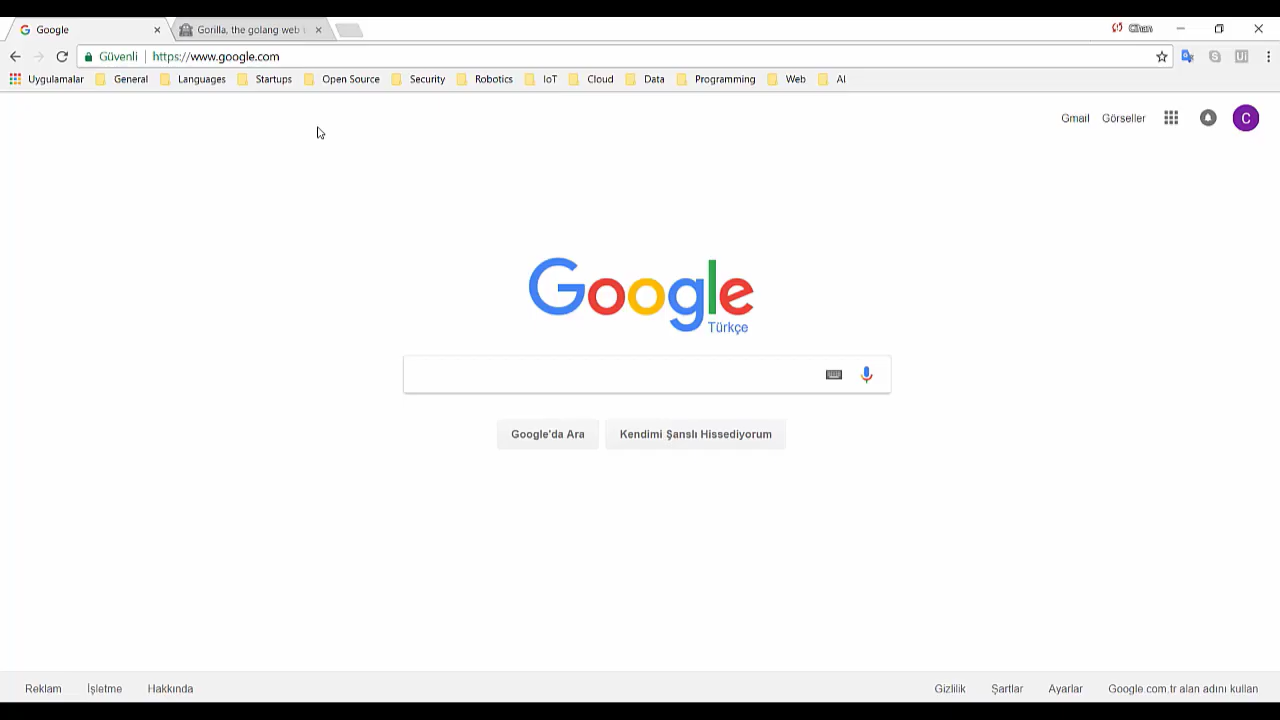 Google
Gorilla, the golang web
Cihan
Güvenli
https://www.google.com
Uygulamalar General Languages Startups Open Source Security Robotics IoT Cloud Data Programming Web AI
Gmail Görseller C
Google
Türkçe
Google'da Ara Kendimi Şanslı Hissediyorum
Reklam İşletme Hakkında Gizlilik Şartlar Ayarlar Google.com.tr alan adını kullan